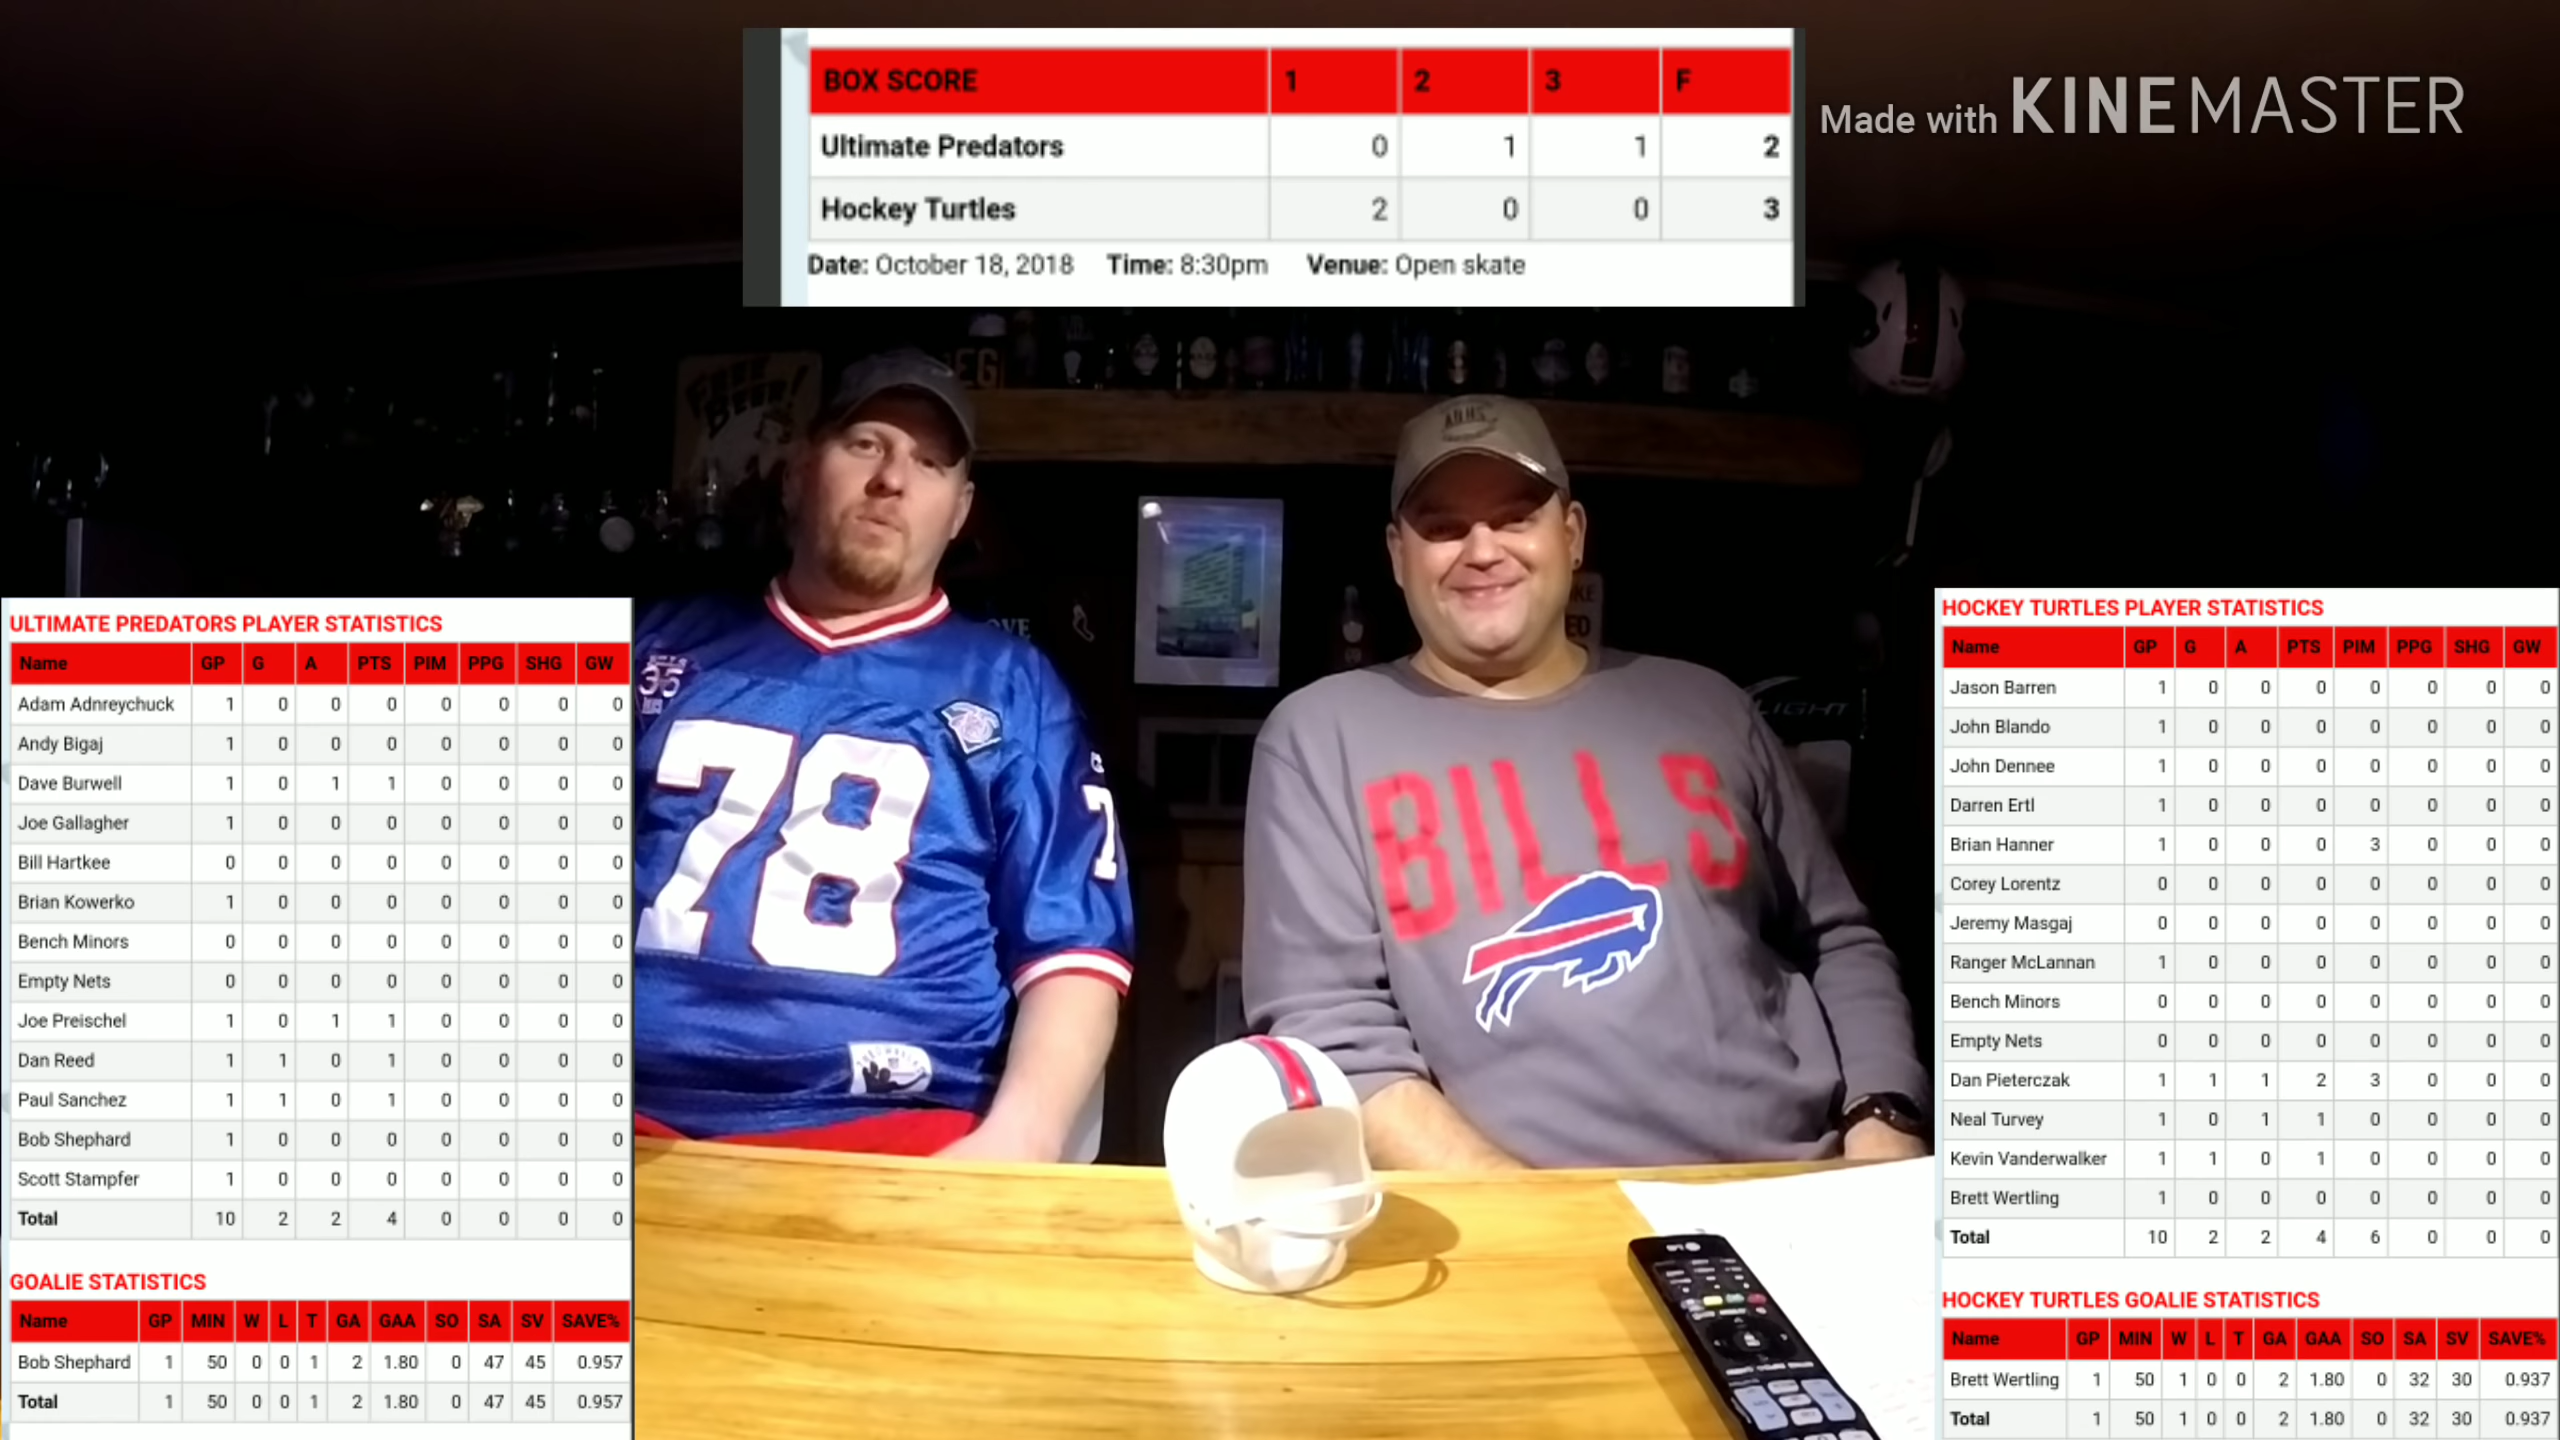 BOX SCORE 1 2 3 F
Ultimate Predators 0 1 1 2
Hockey Turtles 2 0 0 3
Date: October 18, 2018 Time: 8:30pm Venue: Open skate
Made with KINEMASTER
FREE BEER!
EG
OVE
LIGHT
35
78
7
BILLS
ULTIMATE PREDATORS PLAYER STATISTICS
Name GP G A PTS PIM PPG SHG GW
Adam Adnreychuck 1 0 0 0 0 0 0 0
Andy Bigaj 1 0 0 0 0 0 0 0
Dave Burwell 1 0 1 1 0 0 0 0
Joe Gallagher 1 0 0 0 0 0 0 0
Bill Hartkee 0 0 0 0 0 0 0 0
Brian Kowerko 1 0 0 0 0 0 0 0
Bench Minors 0 0 0 0 0 0 0 0
Empty Nets 0 0 0 0 0 0 0 0
Joe Preischel 1 0 1 1 0 0 0 0
Dan Reed 1 1 0 1 0 0 0 0
Paul Sanchez 1 1 0 1 0 0 0 0
Bob Shephard 1 0 0 0 0 0 0 0
Scott Stampfer 1 0 0 0 0 0 0 0
Total 10 2 2 4 0 0 0 0
GOALIE STATISTICS
Name GP MIN W L T GA GAA SO SA SV SAVE%
Bob Shephard 1 50 0 0 1 2 1.80 0 47 45 0.957
Total 1 50 0 0 1 2 1.80 0 47 45 0.957
HOCKEY TURTLES PLAYER STATISTICS
Name GP G A PTS PIM PPG SHG GW
Jason Barren 1 0 0 0 0 0 0 0
John Blando 1 0 0 0 0 0 0 0
John Dennee 1 0 0 0 0 0 0 0
Darren Ertl 1 0 0 0 0 0 0 0
Brian Hanner 1 0 0 0 3 0 0 0
Corey Lorentz 0 0 0 0 0 0 0 0
Jeremy Masgaj 0 0 0 0 0 0 0 0
Ranger McLannan 1 0 0 0 0 0 0 0
Bench Minors 0 0 0 0 0 0 0 0
Empty Nets 0 0 0 0 0 0 0 0
Dan Pieterczak 1 1 1 2 3 0 0 0
Neal Turvey 1 0 1 1 0 0 0 0
Kevin Vanderwalker 1 1 0 1 0 0 0 0
Brett Wertling 1 0 0 0 0 0 0 0
Total 10 2 2 4 6 0 0 0
HOCKEY TURTLES GOALIE STATISTICS
Name GP MIN W L T GA GAA SO SA SV SAVE%
Brett Wertling 1 50 1 0 0 2 1.80 0 32 30 0.937
Total 1 50 1 0 0 2 1.80 0 32 30 0.937